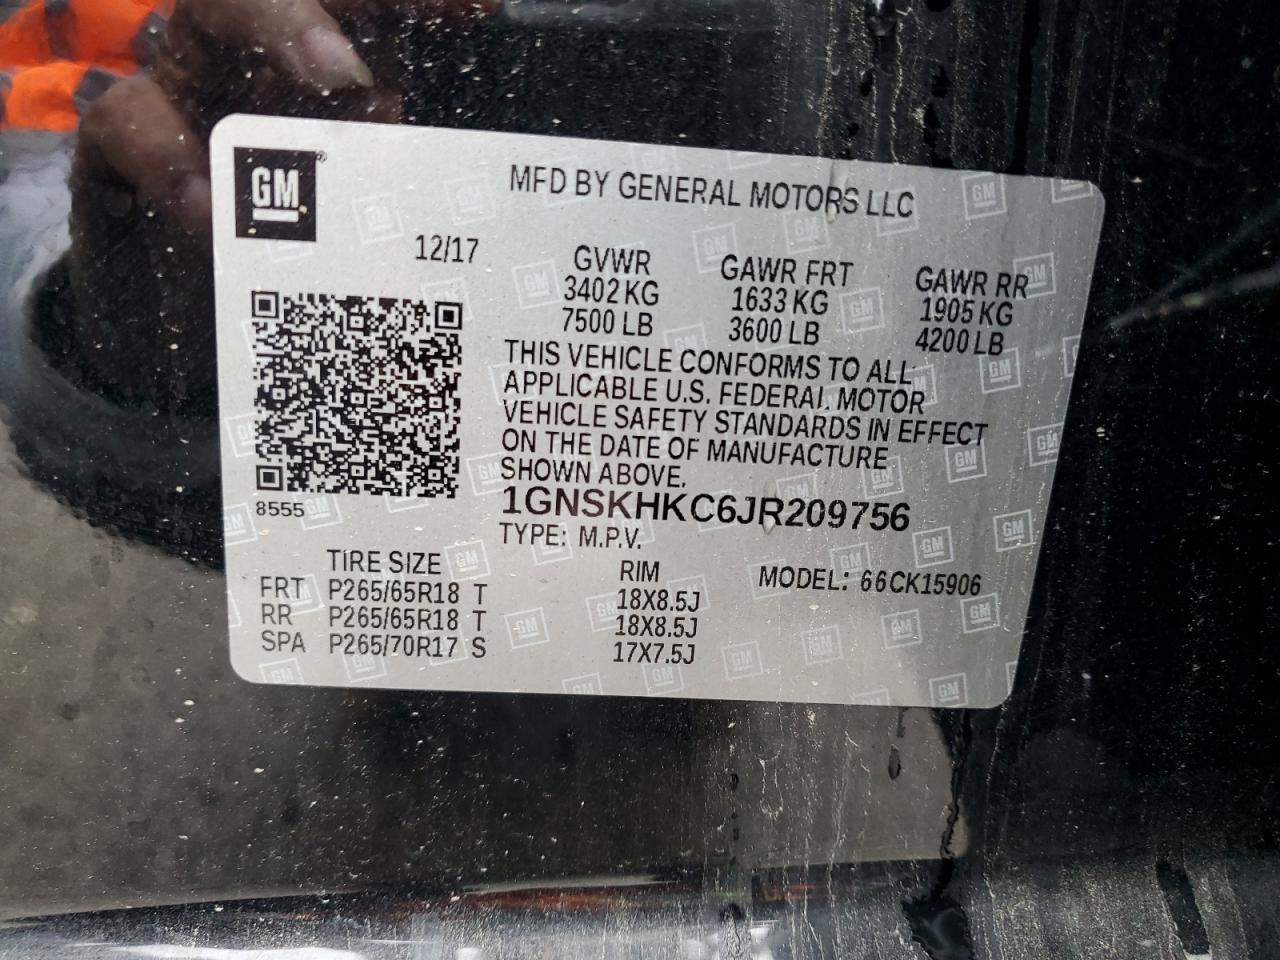 GM
MFD BY GENERAL MOTORS LLC
12/17
GVWR GAWR FRT GAWR RR
3402 KG 1633 KG 1905 KG
7500 LB 3600 LB 4200 LB
THIS VEHICLE CONFORMS TO ALL
APPLICABLE U.S. FEDERAL MOTOR
VEHICLE SAFETY STANDARDS IN EFFECT
ON THE DATE OF MANUFACTURE
SHOWN ABOVE.
8555
1GNSKHKC6JR209756
TYPE: M.P.V.
TIRE SIZE RIM MODEL: 66CK15906
FRT P265/65R18 T 18X8.5J
RR P265/65R18 T 18X8.5J
SPA P265/70R17 S 17X7.5J